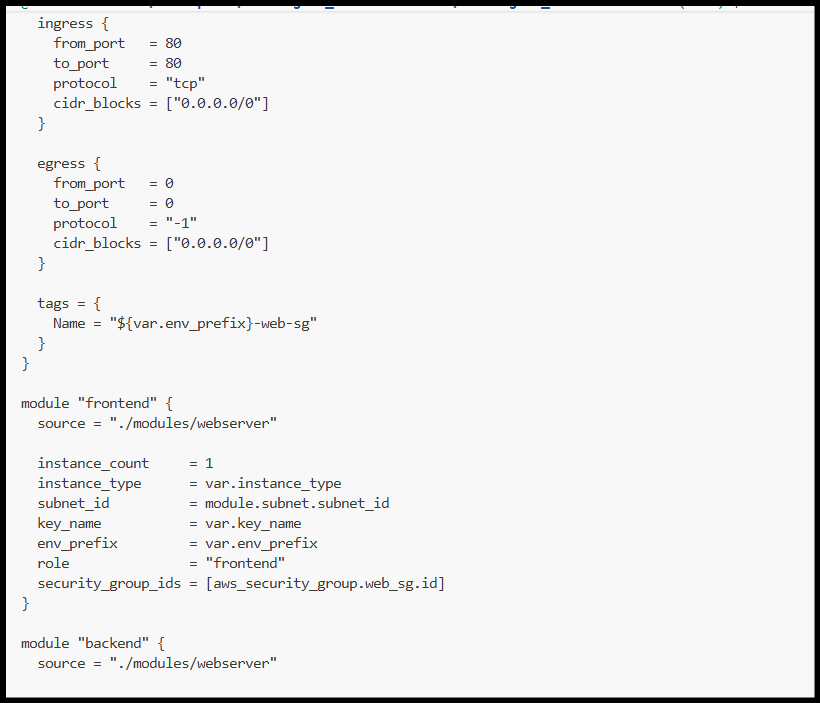 ingress {
from_port   = 80
to_port     = 80
protocol    = "tcp"
cidr_blocks = ["0.0.0.0/0"]
}
egress {
from_port   = 0
to_port     = 0
protocol    = "-1"
cidr_blocks = ["0.0.0.0/0"]
}
tags = {
Name = "${var.env_prefix}-web-sg"
}
}
module "frontend" {
source = "./modules/webserver"
instance_count     = 1
instance_type      = var.instance_type
subnet_id          = module.subnet.subnet_id
key_name           = var.key_name
env_prefix         = var.env_prefix
role               = "frontend"
security_group_ids = [aws_security_group.web_sg.id]
}
module "backend" {
source = "./modules/webserver"